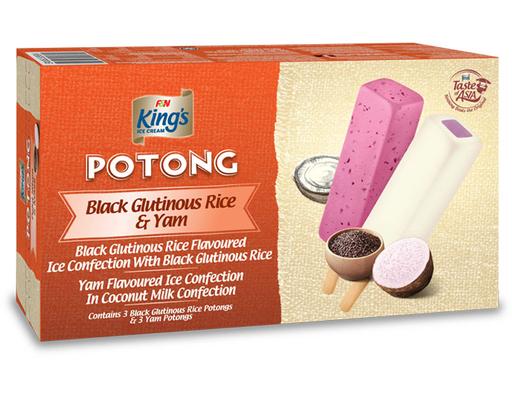 F&N
King's
ICE CREAM
POTONG
Black Glutinous Rice
& Yam
Black Glutinous Rice Flavoured
Ice Confection With Black Glutinous Rice
Yam Flavoured Ice Confection
In Coconut Milk Confection
Contains 3 Black Glutinous Rice Potongs
& 3 Yam Potongs
Taste of
ASIA